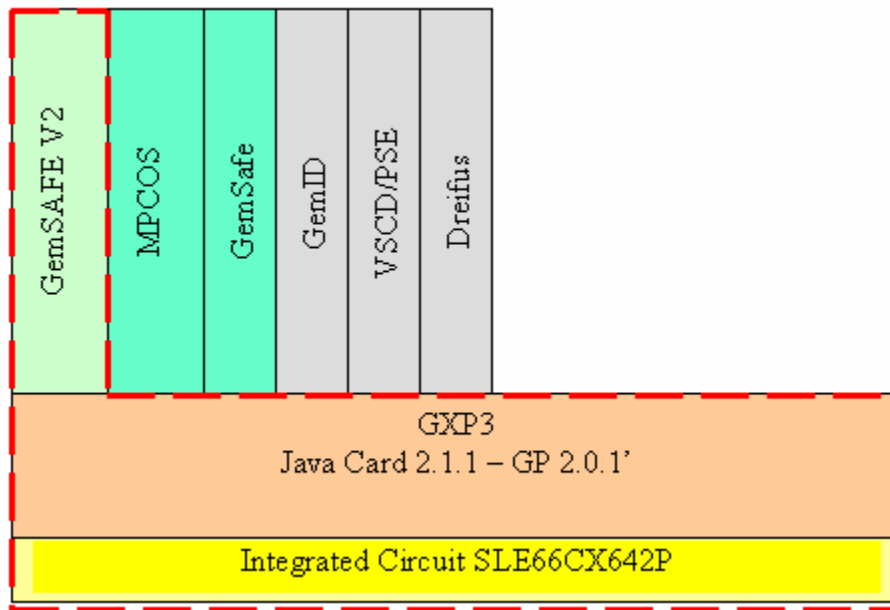 GemSAFE V2
MPCOS
GemSafe
GemID
VSCD/PSE
Dreifus
GXP3
Java Card 2.1.1 – GP 2.0.1’
Integrated Circuit SLE66CX642P